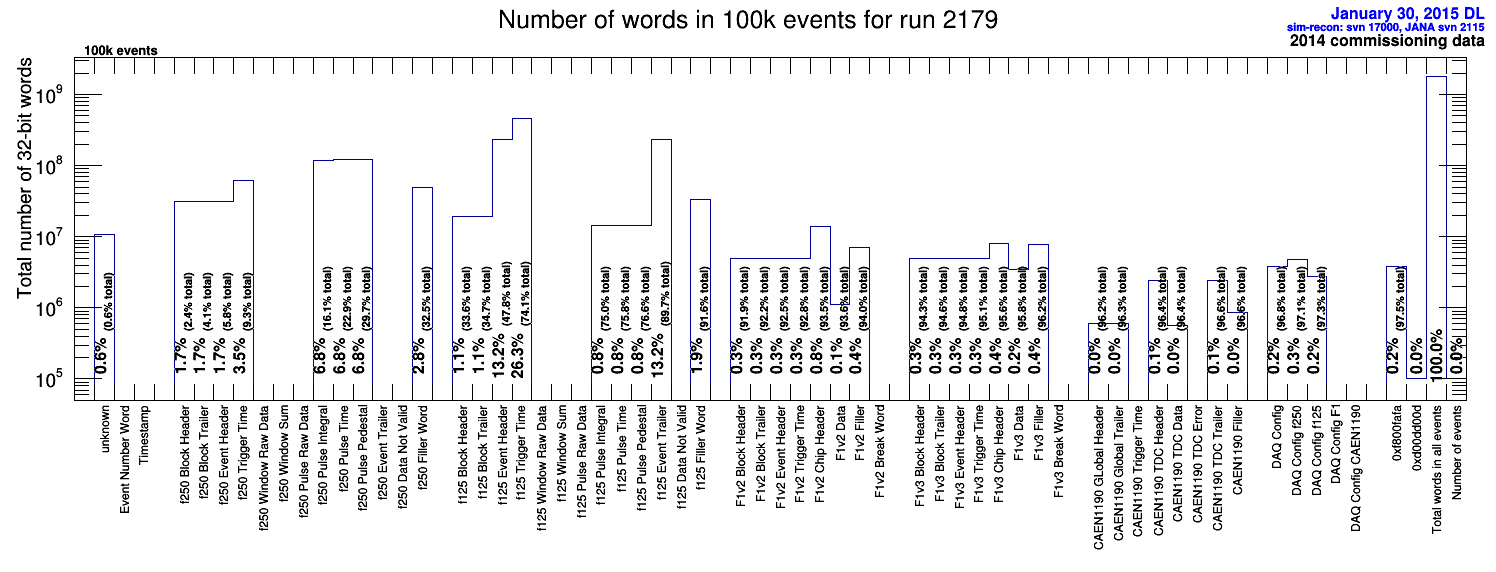 Number of words in 100k events for run 2179
January 30, 2015 DL
sim-recon: svn 17000, JANA svn 2115
2014 commissioning data
100k events
Total number of 32-bit words
10^9
10^8
10^7
10^6
10^5
0.6% (0.6% total)
1.7% (2.4% total)
1.7% (4.1% total)
1.7% (5.8% total)
3.5% (9.3% total)
6.8% (16.1% total)
6.8% (22.9% total)
6.8% (29.7% total)
2.8% (32.5% total)
1.1% (33.6% total)
1.1% (34.7% total)
13.2% (47.8% total)
26.3% (74.1% total)
0.8% (75.0% total)
0.8% (75.8% total)
0.8% (76.6% total)
13.2% (89.7% total)
1.9% (91.6% total)
0.3% (91.9% total)
0.3% (92.2% total)
0.3% (92.5% total)
0.3% (92.8% total)
0.8% (93.5% total)
0.1% (93.6% total)
0.4% (94.0% total)
0.3% (94.3% total)
0.3% (94.6% total)
0.3% (94.8% total)
0.3% (95.1% total)
0.4% (95.6% total)
0.2% (95.8% total)
0.4% (96.2% total)
0.0% (96.2% total)
0.0% (96.3% total)
0.1% (96.4% total)
0.0% (96.4% total)
0.1% (96.6% total)
0.0% (96.6% total)
0.2% (96.8% total)
0.3% (97.1% total)
0.2% (97.3% total)
0.2% (97.5% total)
0.0%
100.0%
0.0%
unknown
Event Number Word
Timestamp
f250 Block Header
f250 Block Trailer
f250 Event Header
f250 Trigger Time
f250 Window Raw Data
f250 Window Sum
f250 Pulse Raw Data
f250 Pulse Integral
f250 Pulse Time
f250 Pulse Pedestal
f250 Event Trailer
f250 Data Not Valid
f250 Filler Word
f125 Block Header
f125 Block Trailer
f125 Event Header
f125 Trigger Time
f125 Window Raw Data
f125 Window Sum
f125 Pulse Raw Data
f125 Pulse Integral
f125 Pulse Time
f125 Pulse Pedestal
f125 Event Trailer
f125 Data Not Valid
f125 Filler Word
F1v2 Block Header
F1v2 Block Trailer
F1v2 Event Header
F1v2 Trigger Time
F1v2 Chip Header
F1v2 Data
F1v2 Filler
F1v2 Break Word
F1v3 Block Header
F1v3 Block Trailer
F1v3 Event Header
F1v3 Trigger Time
F1v3 Chip Header
F1v3 Data
F1v3 Filler
F1v3 Break Word
CAEN1190 Global Header
CAEN1190 Global Trailer
CAEN1190 Trigger Time
CAEN1190 TDC Header
CAEN1190 TDC Data
CAEN1190 TDC Error
CAEN1190 TDC Trailer
CAEN1190 Filler
DAQ Config
DAQ Config f250
DAQ Config f125
DAQ Config F1
DAQ Config CAEN1190
0xf800fafa
0xd00dd00d
Total words in all events
Number of events